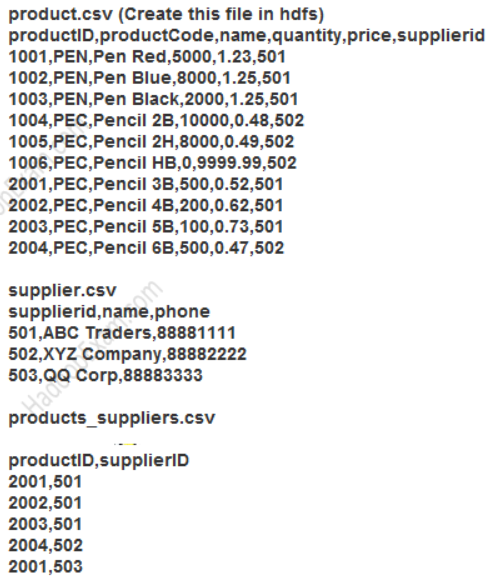 product.csv (Create this file in hdfs)
productID,productCode,name,quantity,price,supplierid
1001,PEN,Pen Red,5000,1.23,501
1002,PEN,Pen Blue,8000,1.25,501
1003,PEN,Pen Black,2000,1.25,501
1004,PEC,Pencil 2B,10000,0.48,502
1005,PEC,Pencil 2H,8000,0.49,502
1006,PEC,Pencil HB,0,9999.99,502
2001,PEC,Pencil 3B,500,0.52,501
2002,PEC,Pencil 4B,200,0.62,501
2003,PEC,Pencil 5B,100,0.73,501
2004,PEC,Pencil 6B,500,0.47,502
supplier.csv
supplierid,name,phone
501,ABC Traders,88881111
502,XYZ Company,88882222
503,QQ Corp,88883333
HadoopExam.com
products_suppliers.csv
productID,supplierID
2001,501
2002,501
2003,501
2004,502
2001,503